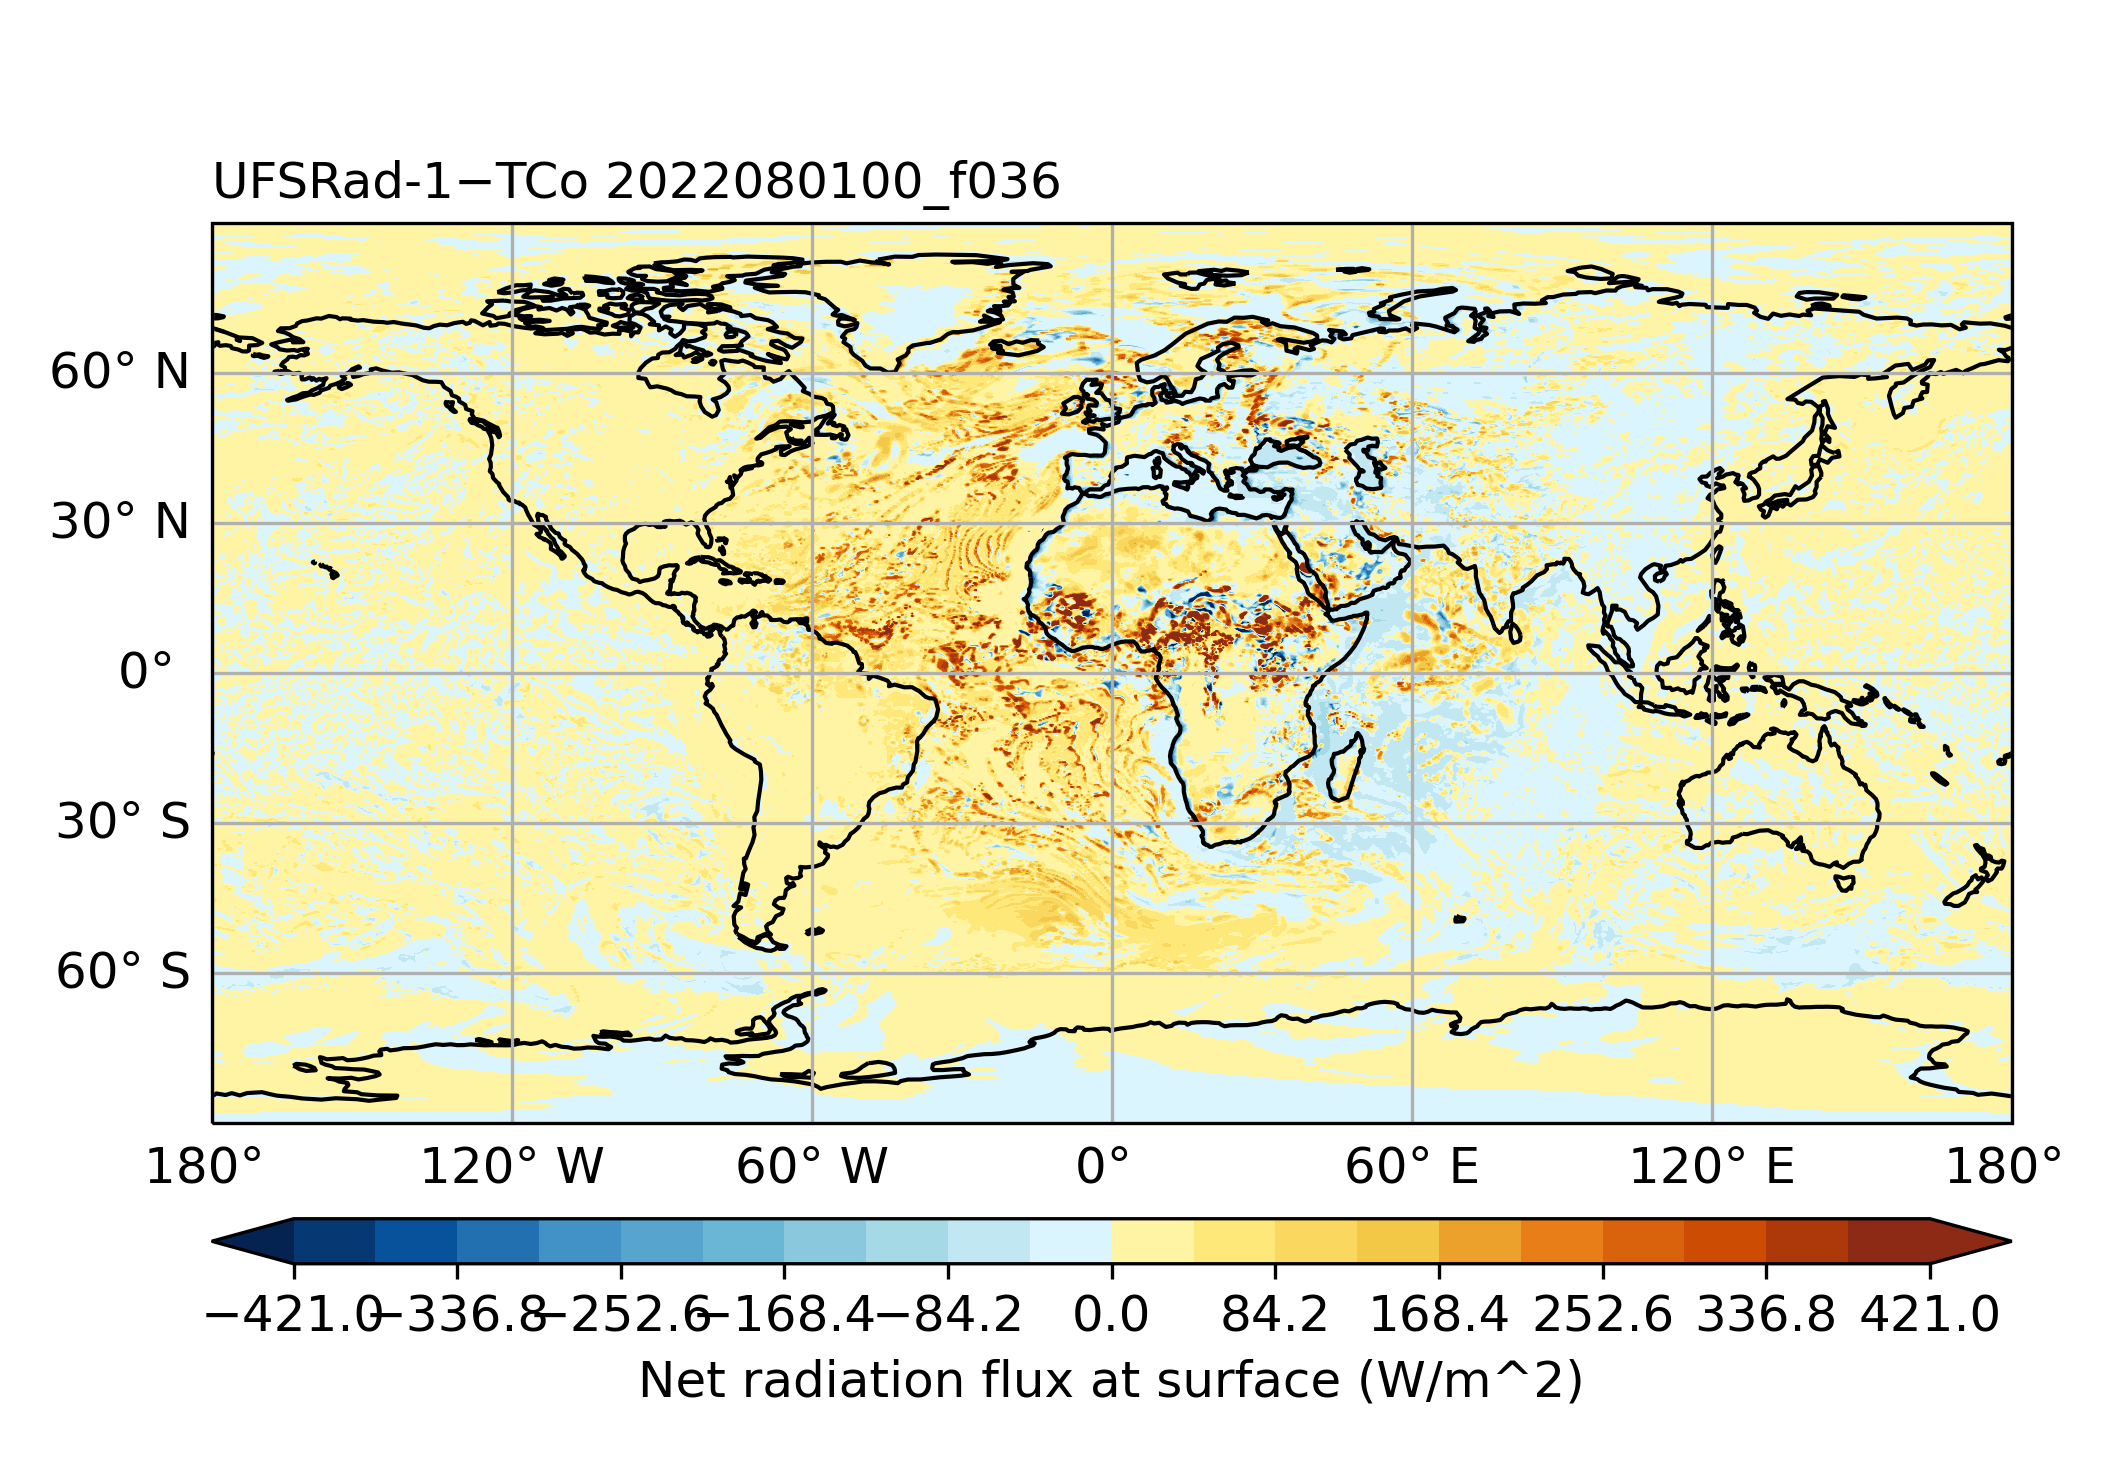 UFSRad-1−TCo 2022080100_f036
60° N
30° N
0°
30° S
60° S
180° 120° W 60° W 0° 60° E 120° E 180°
−421.0 −336.8 −252.6 −168.4 −84.2 0.0 84.2 168.4 252.6 336.8 421.0
Net radiation flux at surface (W/m^2)